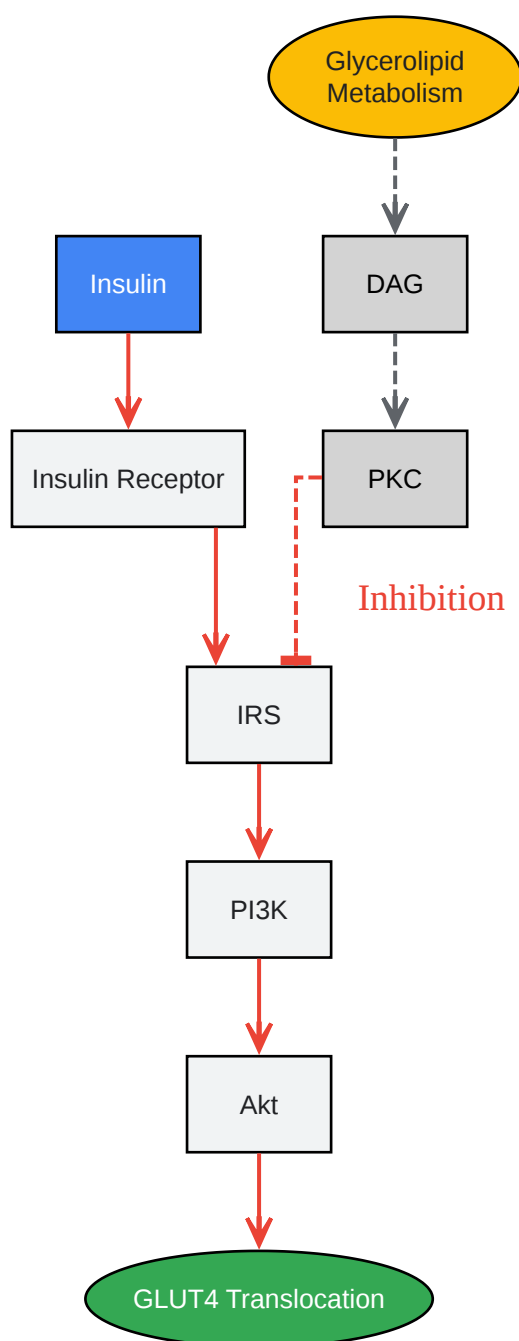 Glycerolipid
Metabolism
Insulin
DAG
Insulin Receptor
PKC
Inhibition
IRS
PI3K
Akt
GLUT4 Translocation